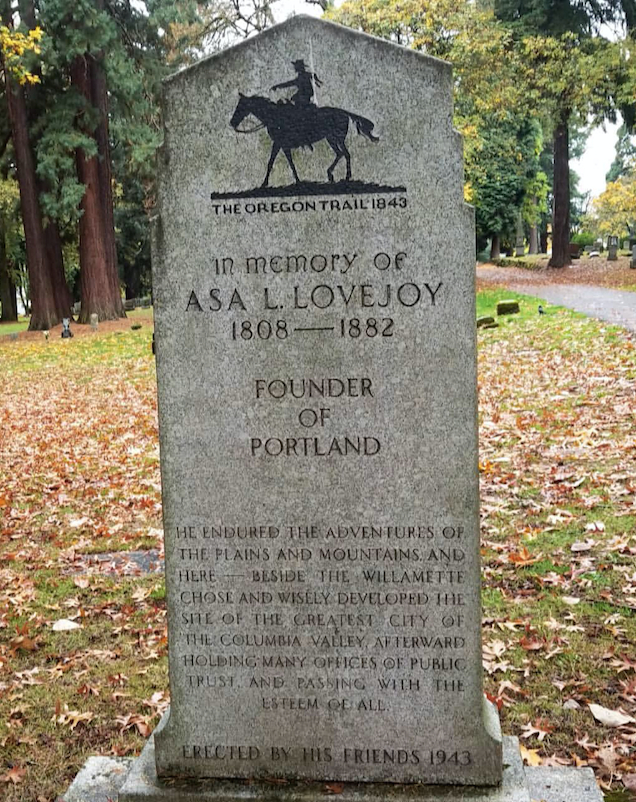 THE OREGON TRAIL 1843
IN MEMORY OF
ASA L. LOVEJOY
1808 — 1882
FOUNDER
OF
PORTLAND
HE ENDURED THE ADVENTURES OF
THE PLAINS AND MOUNTAINS, AND
HERE — BESIDE THE WILLAMETTE
CHOSE AND WISELY DEVELOPED THE
SITE OF THE GREATEST CITY OF
THE COLUMBIA VALLEY, AFTERWARD
HOLDING MANY OFFICES OF PUBLIC
TRUST, AND PASSING WITH THE
ESTEEM OF ALL.
ERECTED BY HIS FRIENDS 1943